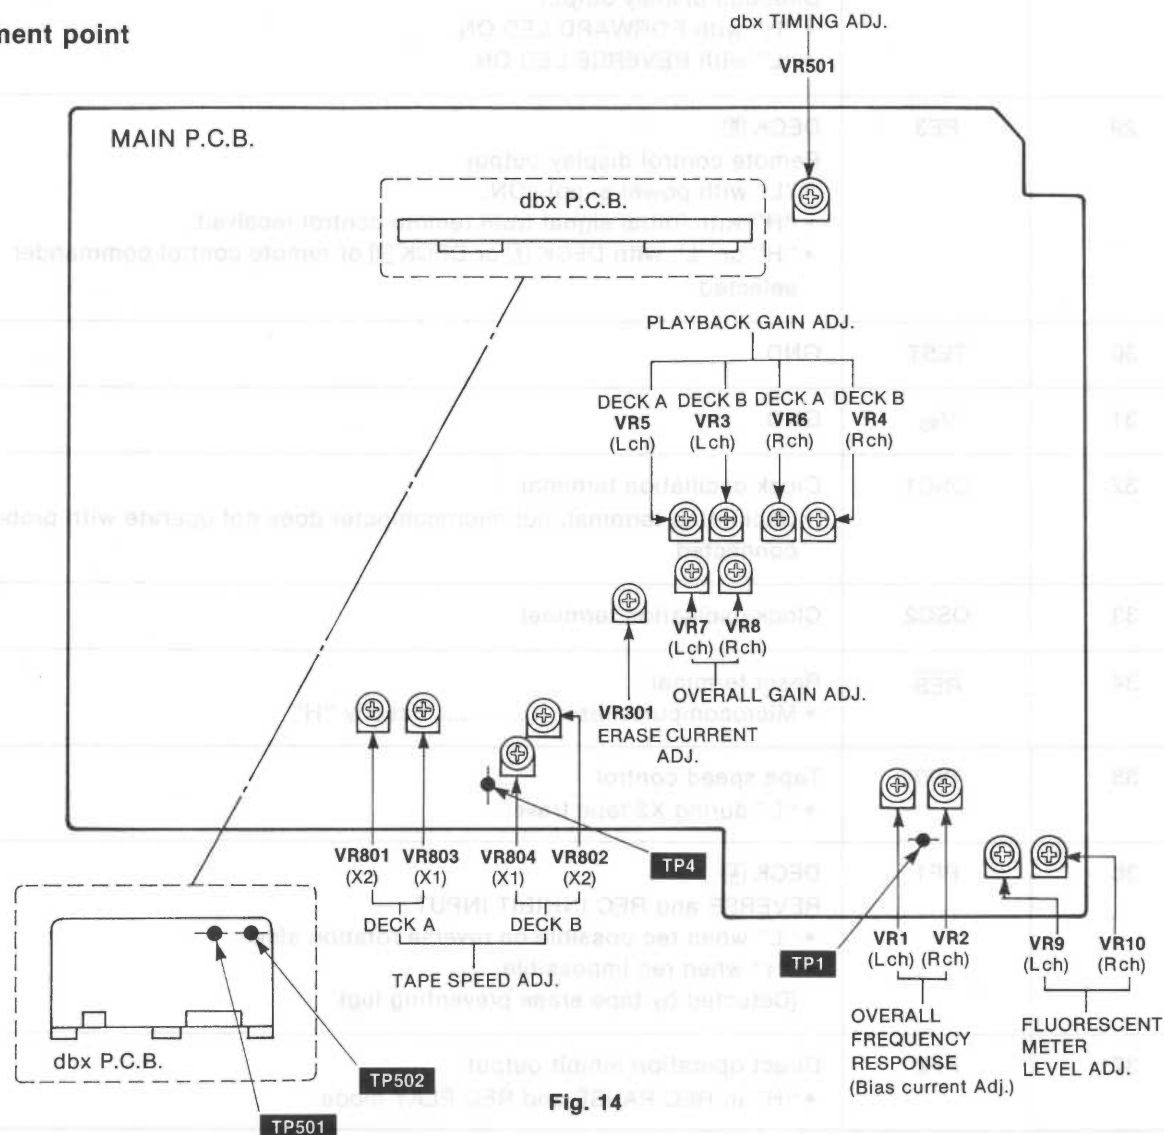 ment point
dbx TIMING ADJ.
VR501
MAIN P.C.B.
dbx P.C.B.
PLAYBACK GAIN ADJ.
DECK A DECK B DECK A DECK B
VR5 VR3 VR6 VR4
(Lch) (Lch) (Rch) (Rch)
VR7 VR8
(Lch) (Rch)
OVERALL GAIN ADJ.
VR301
ERASE CURRENT
ADJ.
VR801 VR803 VR804 VR802
(X2) (X1) (X1) (X2)
TP4
DECK A DECK B
TAPE SPEED ADJ.
TP1
VR1 VR2
(Lch) (Rch)
VR9 VR10
(Lch) (Rch)
OVERALL
FREQUENCY
RESPONSE
(Bias current Adj.)
FLUORESCENT
METER
LEVEL ADJ.
dbx P.C.B.
TP502
TP501
Fig. 14